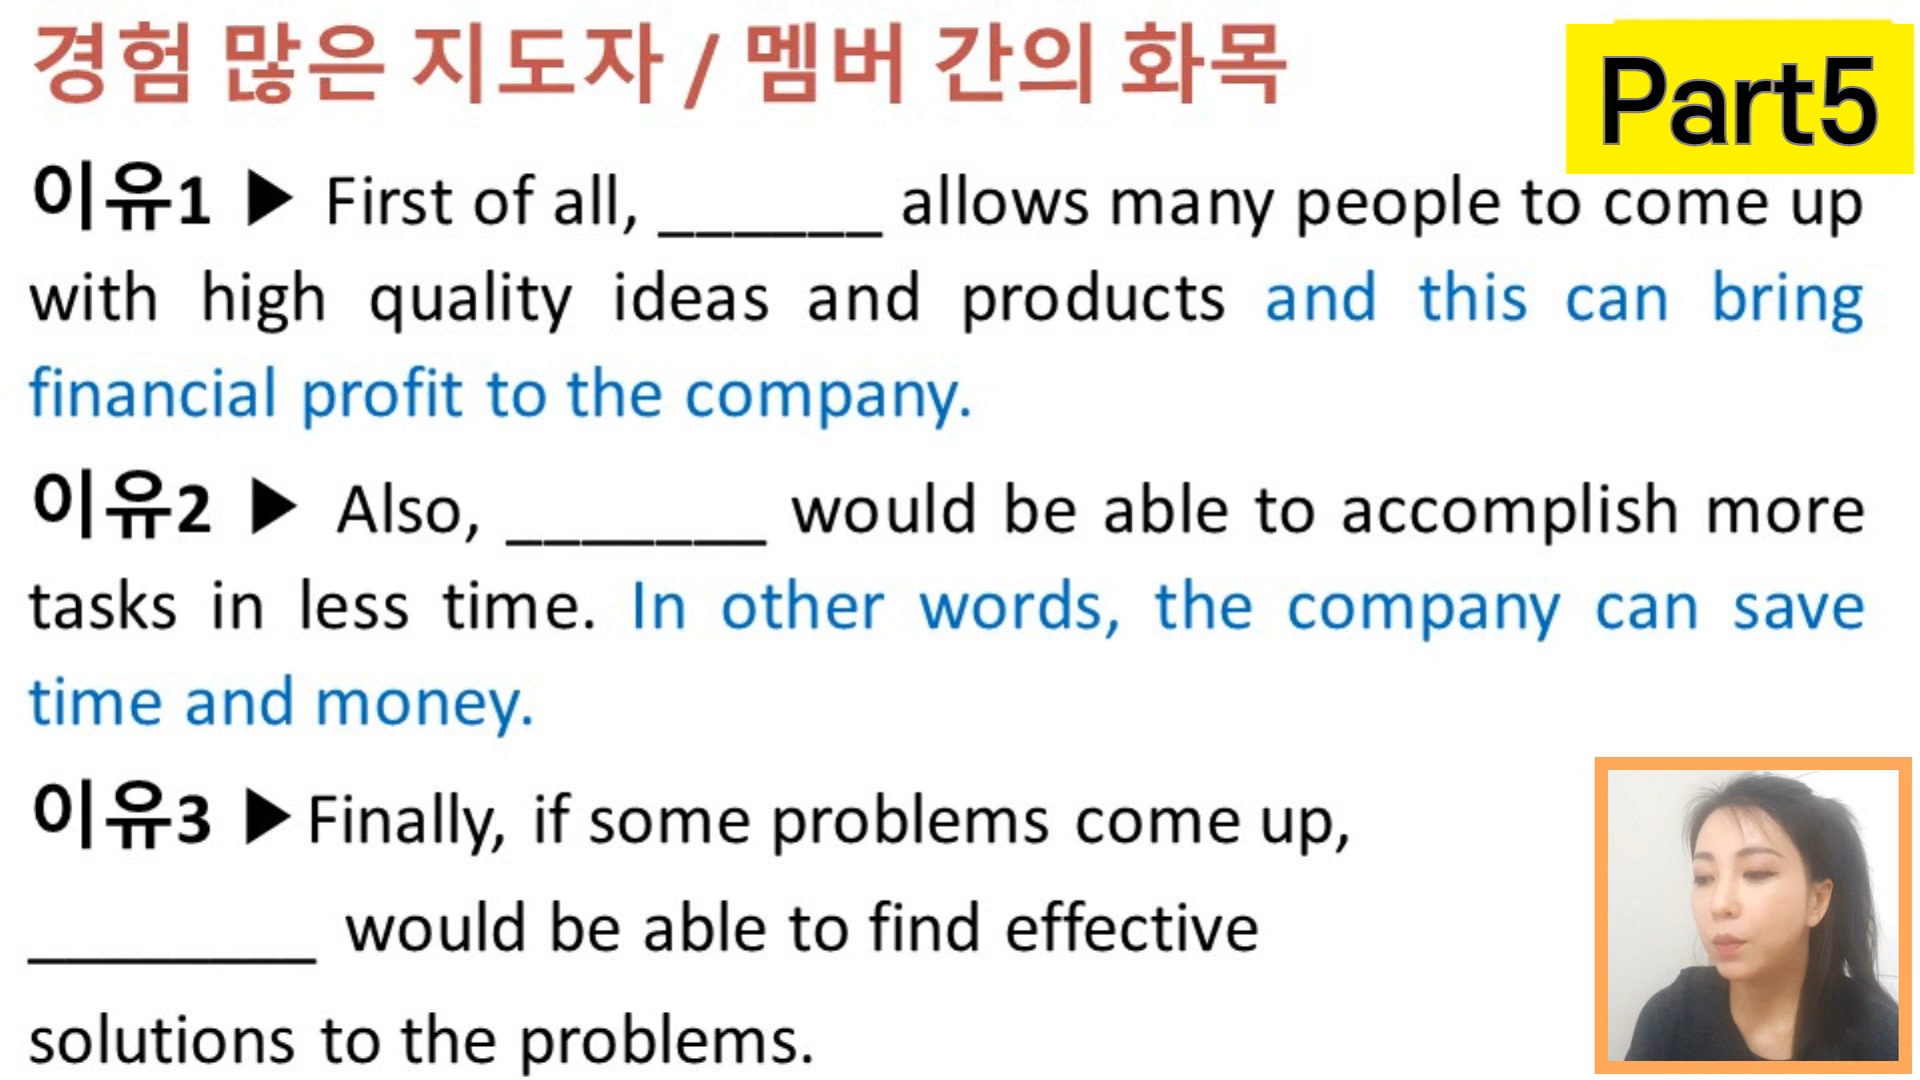 경험 많은 지도자 / 멤버 간의 화목
Part5
이유1 ▶ First of all, ______ allows many people to come up
with high quality ideas and products and this can bring
financial profit to the company.
이유2 ▶ Also, _______ would be able to accomplish more
tasks in less time. In other words, the company can save
time and money.
이유3 ▶Finally, if some problems come up,
________ would be able to find effective
solutions to the problems.